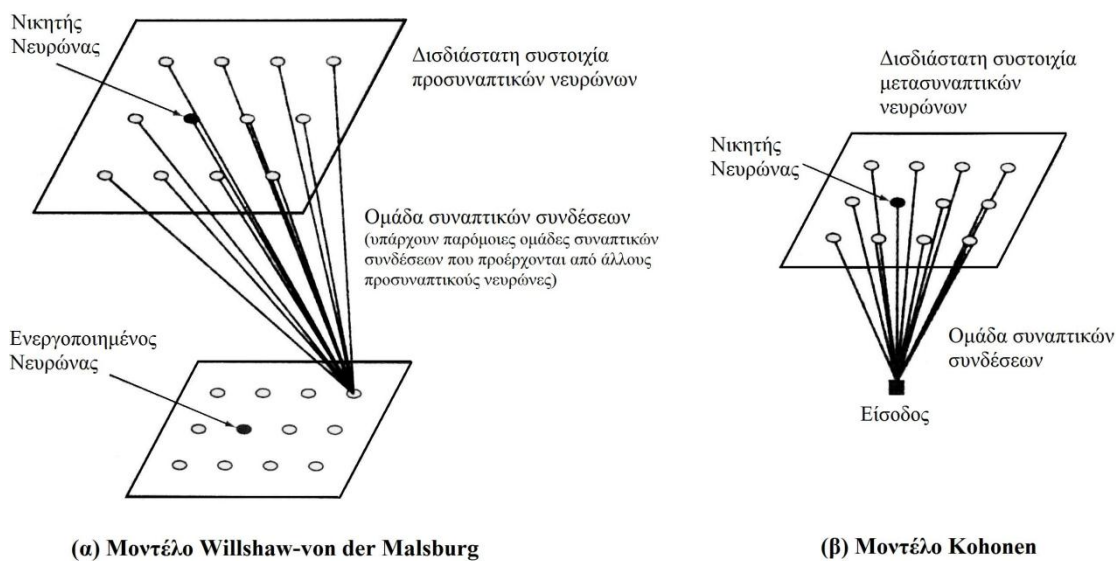 Νικητής
Νευρώνας
Δισδιάστατη συστοιχία
προσυναπτικών νευρώνων
Ομάδα συναπτικών συνδέσεων
(υπάρχουν παρόμοιες ομάδες συναπτικών
συνδέσεων που προέρχονται από άλλους
προσυναπτικούς νευρώνες)
Ενεργοποιημένος
Νευρώνας
(α) Μοντέλο Willshaw-von der Malsburg
Δισδιάστατη συστοιχία
μετασυναπτικών
νευρώνων
Νικητής
Νευρώνας
Ομάδα συναπτικών
συνδέσεων
Είσοδος
(β) Μοντέλο Kohonen